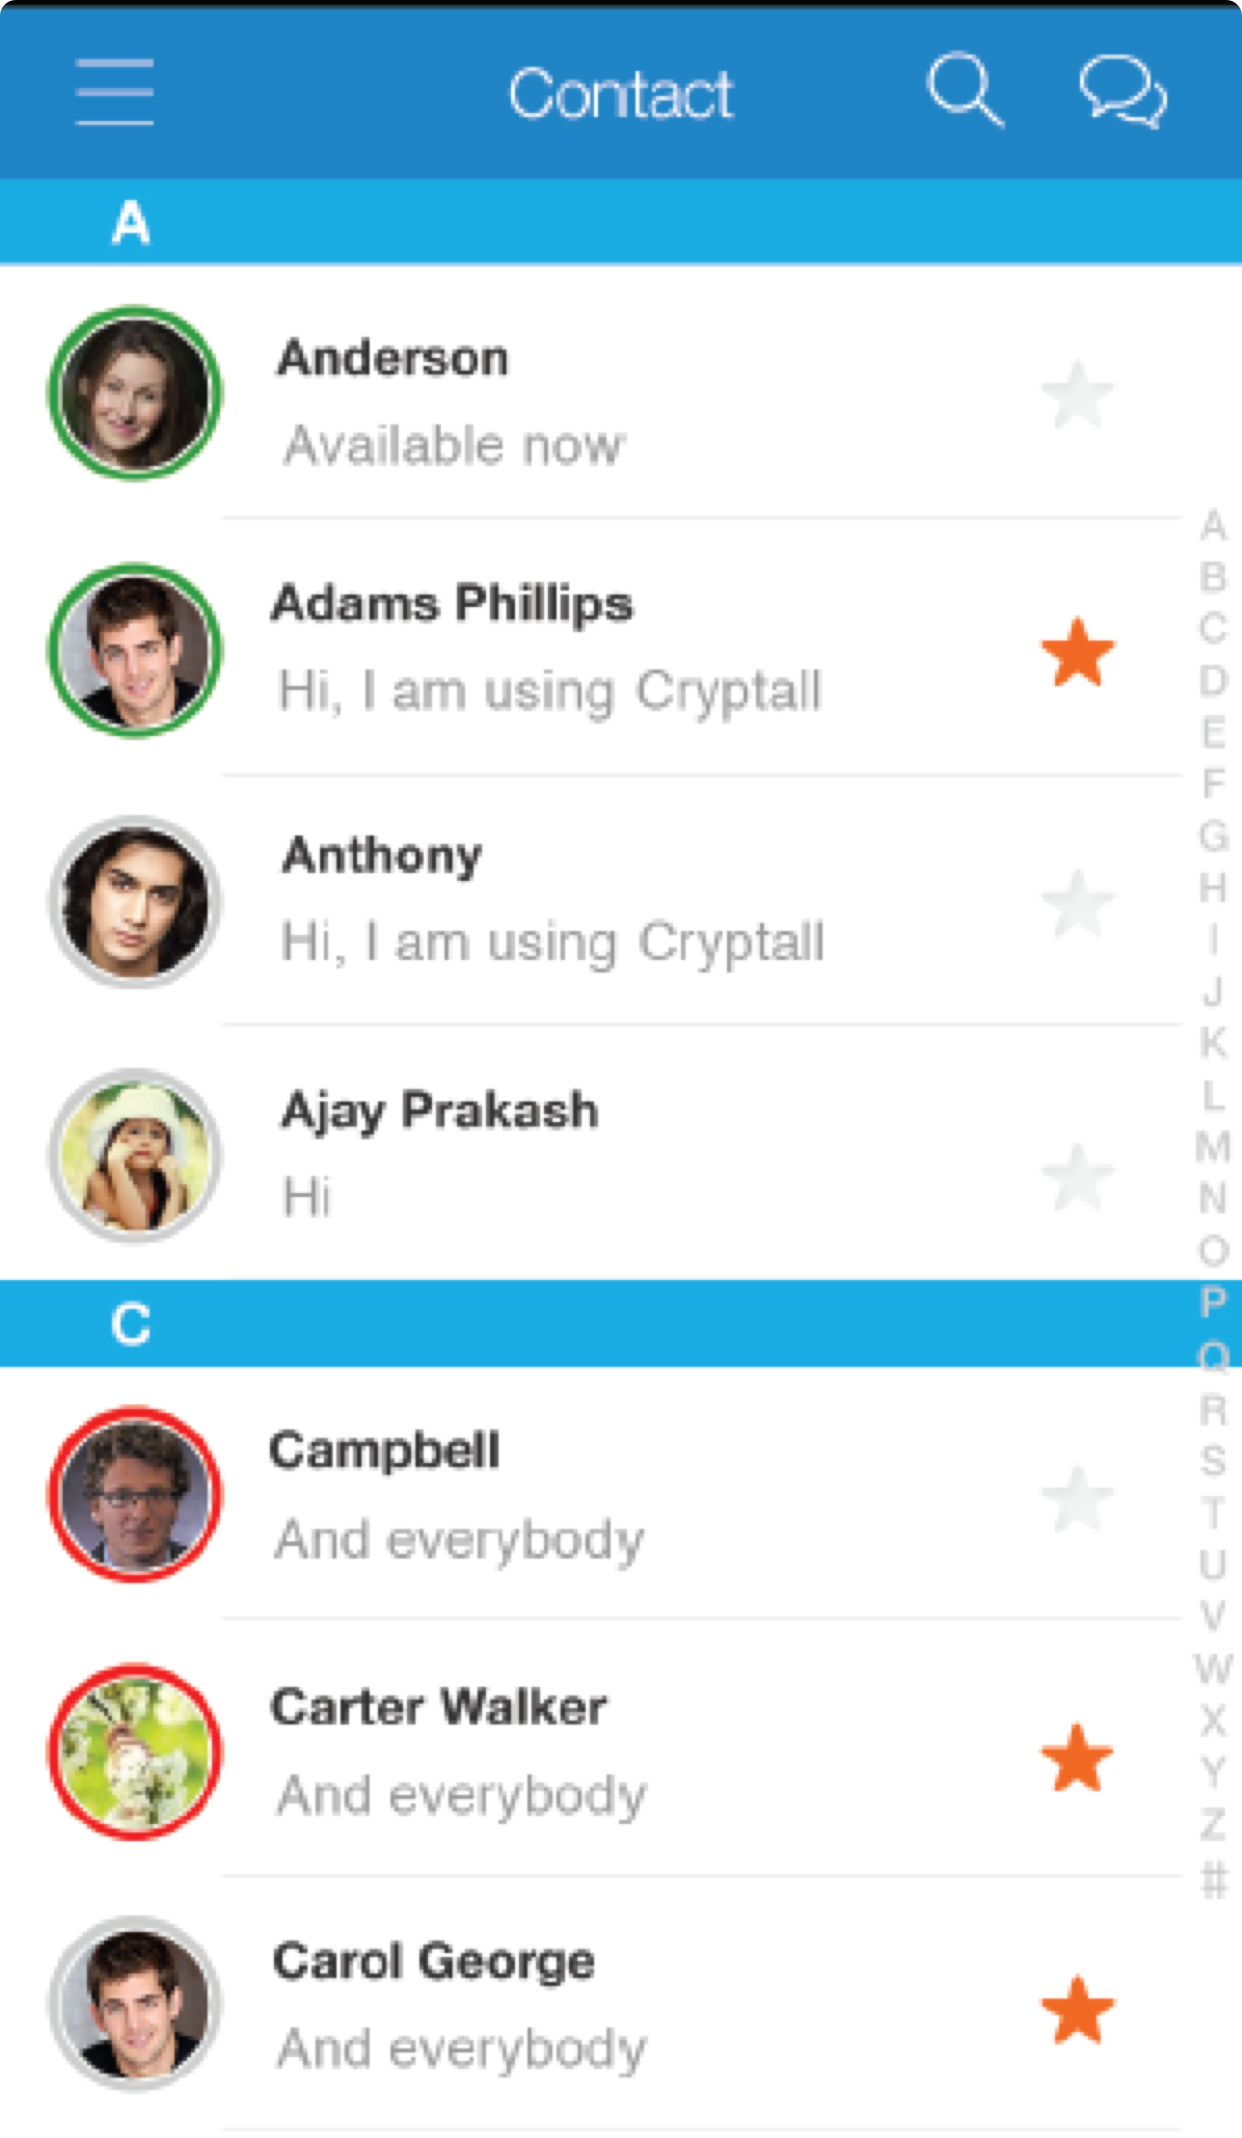 Contact
A
Anderson
Available now
Adams Phillips
Hi, I am using Cryptall
Anthony
Hi, I am using Cryptall
Ajay Prakash
Hi
C
Campbell
And everybody
Carter Walker
And everybody
Carol George
And everybody
A
B
C
D
E
F
G
H
I
J
K
L
M
N
O
P
Q
R
S
T
U
V
W
X
Y
Z
#